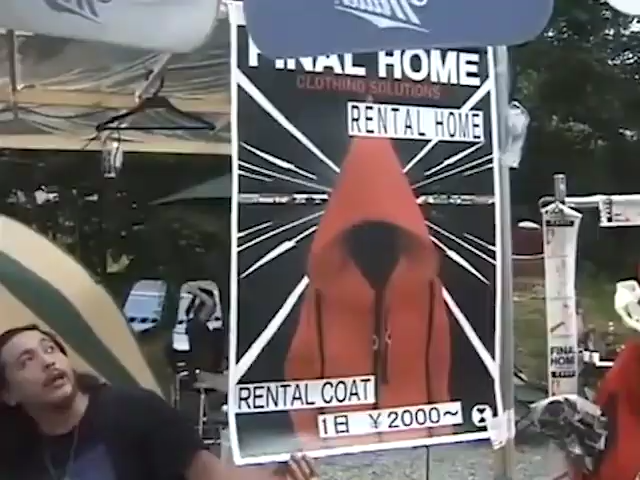 FINAL HOME
CLOTHING SOLUTIONS
RENTAL HOME
RENTAL COAT
1日 ¥2000~
FINAL
HOME